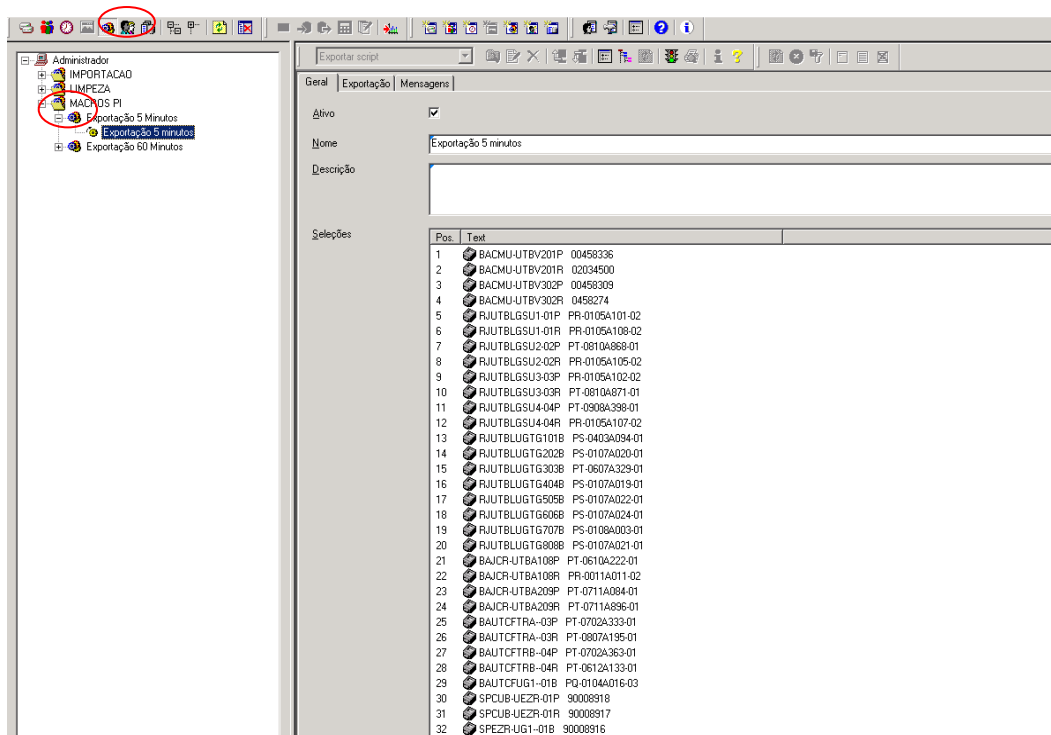 Administrador
IMPORTACAO
LIMPEZA
MACROS PI
Exportação 5 Minutos
Exportação 5 minutos
Exportação 60 Minutos
Exportar script
Geral Exportação Mensagens
Ativo
Nome Exportação 5 minutos
Descrição
Seleções
Pos. Text
1 BACMU-UTBV201P 00458336
2 BACMU-UTBV201R 02034500
3 BACMU-UTBV302P 00458309
4 BACMU-UTBV302R 0458274
5 RJUTBLGSU1-01P PR-0105A101-02
6 RJUTBLGSU1-01R PR-0105A108-02
7 RJUTBLGSU2-02P PT-0810A868-01
8 RJUTBLGSU2-02R PR-0105A105-02
9 RJUTBLGSU3-03P PR-0105A102-02
10 RJUTBLGSU3-03R PT-0810A871-01
11 RJUTBLGSU4-04P PT-0908A398-01
12 RJUTBLGSU4-04R PR-0105A107-02
13 RJUTBLUGTG101B PS-0403A094-01
14 RJUTBLUGTG202B PS-0107A020-01
15 RJUTBLUGTG303B PT-0607A329-01
16 RJUTBLUGTG404B PS-0107A019-01
17 RJUTBLUGTG505B PS-0107A022-01
18 RJUTBLUGTG606B PS-0107A024-01
19 RJUTBLUGTG707B PS-0108A003-01
20 RJUTBLUGTG808B PS-0107A021-01
21 BAJCR-UTBA108P PT-0610A222-01
22 BAJCR-UTBA108R PR-0011A011-02
23 BAJCR-UTBA209P PT-0711A084-01
24 BAJCR-UTBA209R PT-0711A896-01
25 BAUTCFTRA--03P PT-0702A333-01
26 BAUTCFTRA--03R PT-0807A195-01
27 BAUTCFTRB--04P PT-0702A363-01
28 BAUTCFTRB--04R PT-0612A133-01
29 BAUTCFUG1--01B PQ-0104A016-03
30 SPCUB-UEZR-01P 90008918
31 SPCUB-UEZR-01R 90008917
32 SPEZR-UG1--01B 90008916